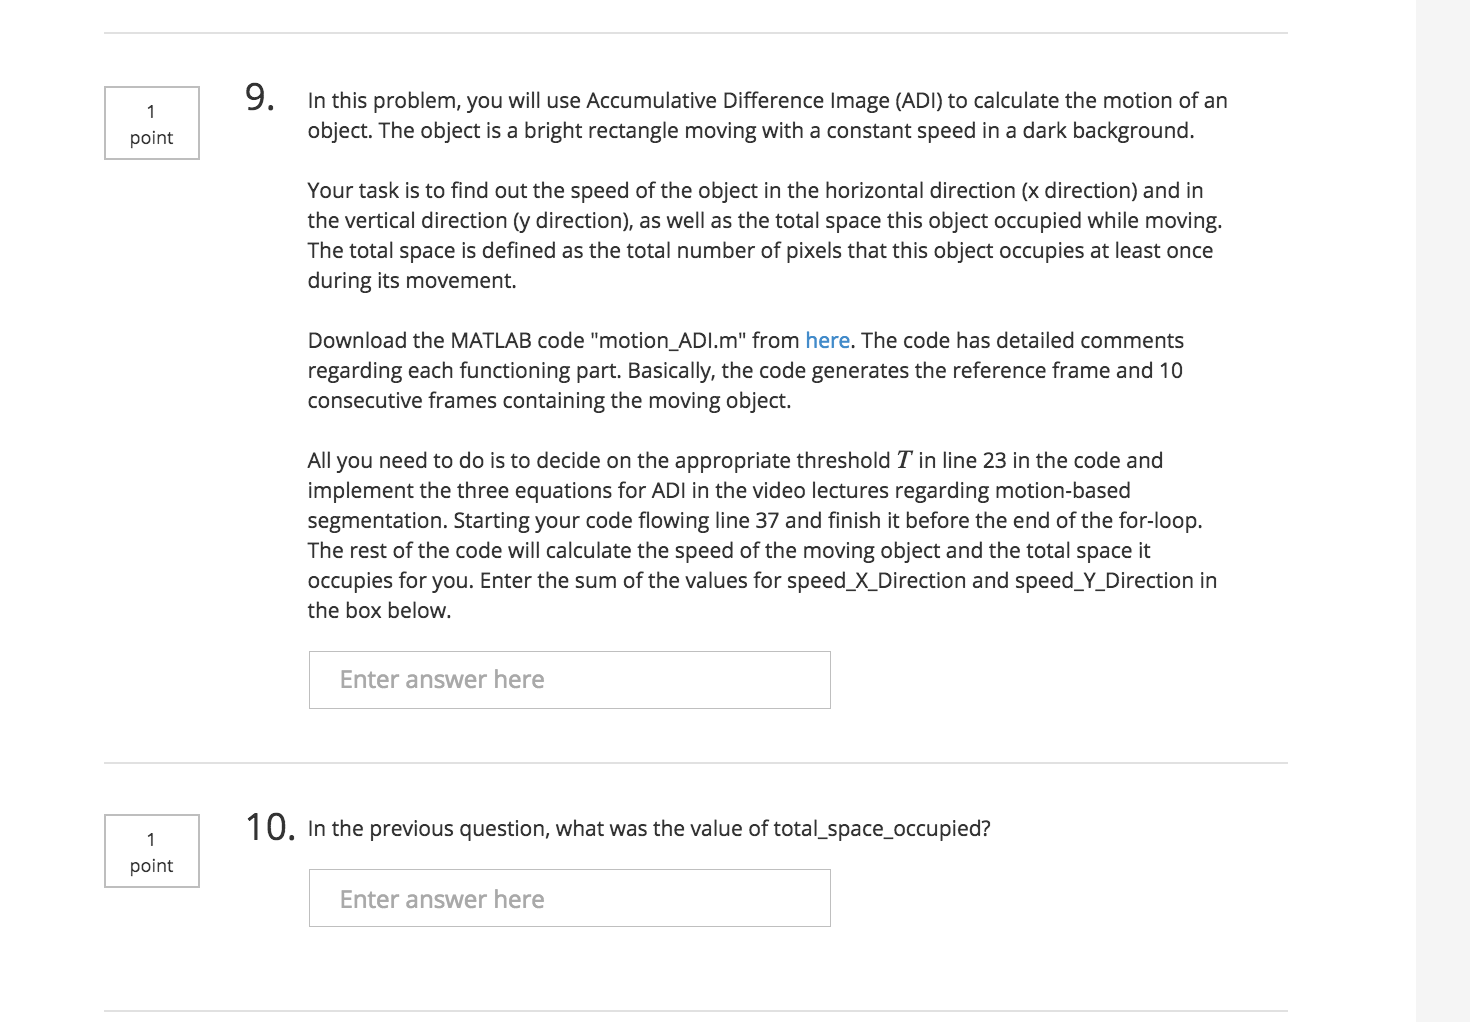 1
point
9.
In this problem, you will use Accumulative Difference Image (ADI) to calculate the motion of an
object. The object is a bright rectangle moving with a constant speed in a dark background.
Your task is to find out the speed of the object in the horizontal direction (x direction) and in
the vertical direction (y direction), as well as the total space this object occupied while moving.
The total space is defined as the total number of pixels that this object occupies at least once
during its movement.
Download the MATLAB code "motion_ADI.m" from here. The code has detailed comments
regarding each functioning part. Basically, the code generates the reference frame and 10
consecutive frames containing the moving object.
All you need to do is to decide on the appropriate threshold T in line 23 in the code and
implement the three equations for ADI in the video lectures regarding motion-based
segmentation. Starting your code flowing line 37 and finish it before the end of the for-loop.
The rest of the code will calculate the speed of the moving object and the total space it
occupies for you. Enter the sum of the values for speed_X_Direction and speed_Y_Direction in
the box below.
Enter answer here
1
point
10.
In the previous question, what was the value of total_space_occupied?
Enter answer here